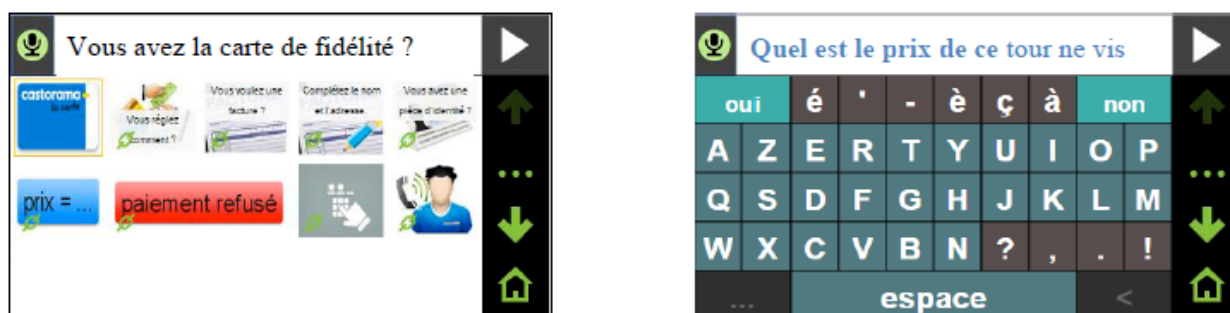 Vous avez la carte de fidélité ?
castorama
la carte
Vous réglez
comment ?
Vous voulez une
facture ?
Complétez le nom
et l'adresse
Vous avez une
pièce d'identité ?
prix = ...
paiement refusé
Quel est le prix de ce tour ne vis
oui é ' - è ç à non
A Z E R T Y U I O P
Q S D F G H J K L M
W X C V B N ? , . !
... espace <